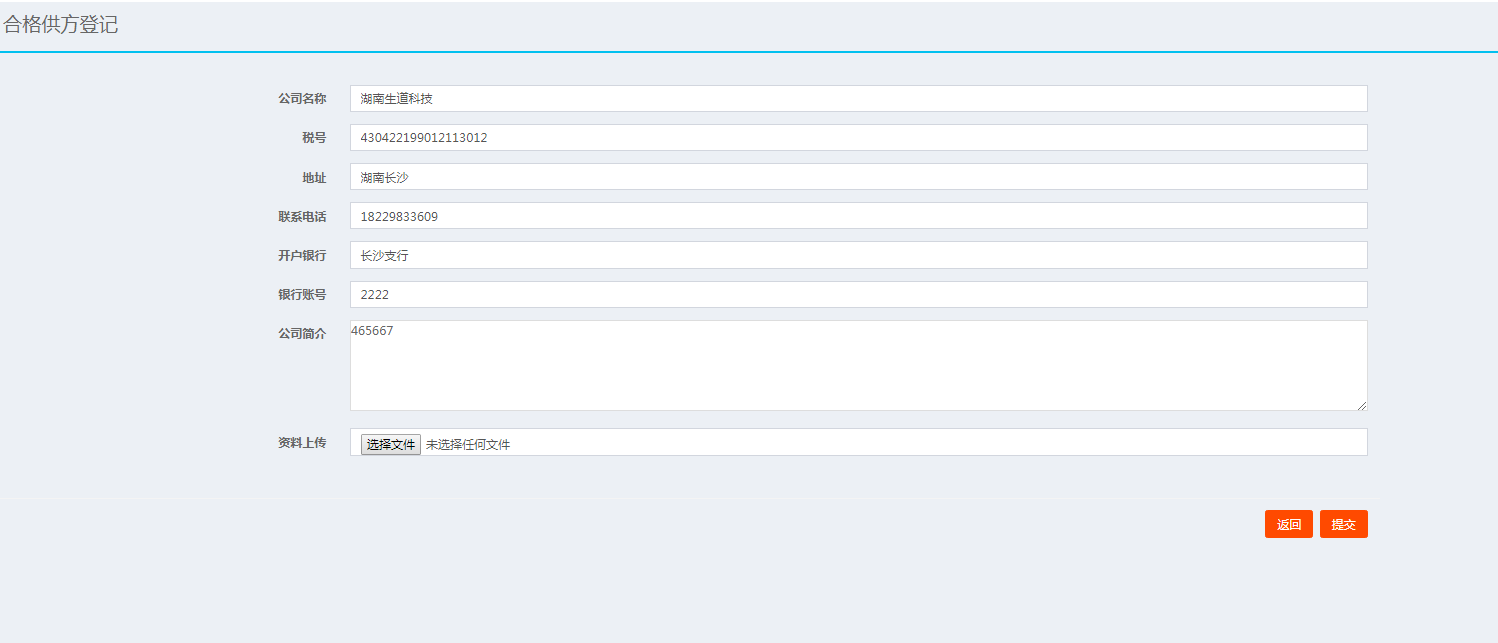 合格供方登记
公司名称 湖南生道科技
税号 430422199012113012
地址 湖南长沙
联系电话 18229833609
开户银行 长沙支行
银行账号 2222
公司简介 465667
资料上传 选择文件 未选择任何文件
返回 提交